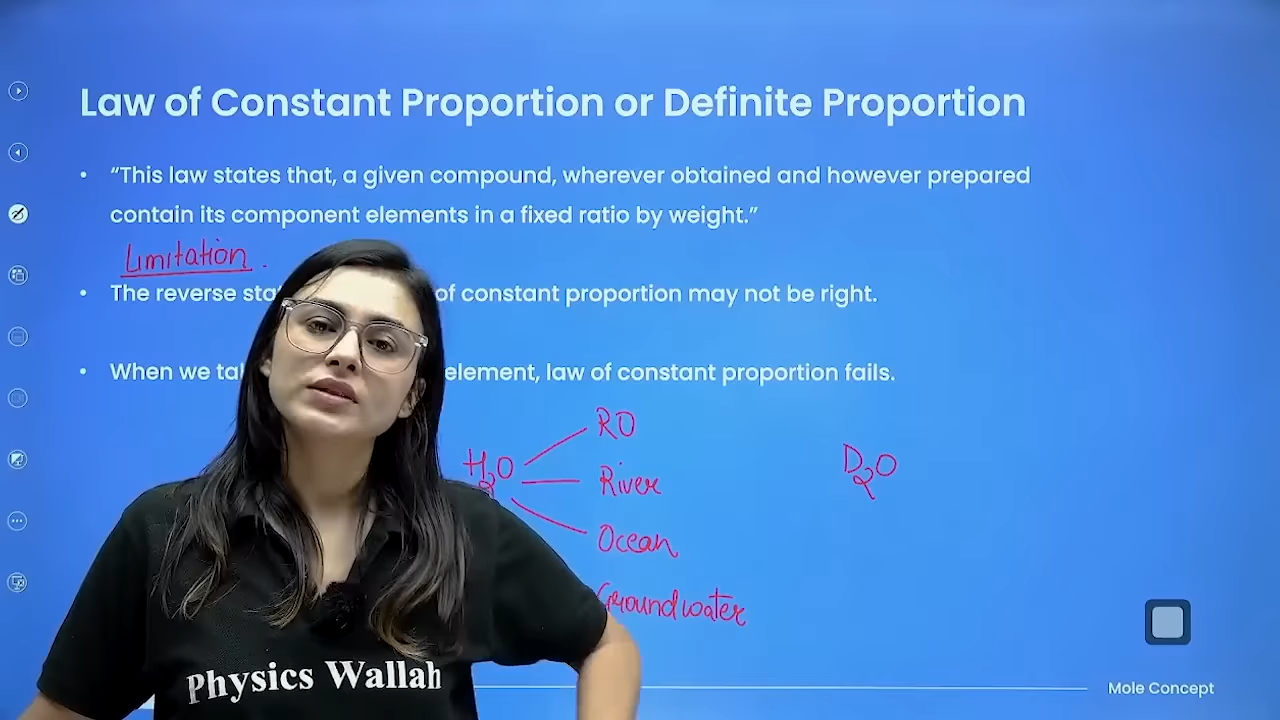 Law of Constant Proportion or Definite Proportion
• “This law states that, a given compound, wherever obtained and however prepared
contain its component elements in a fixed ratio by weight.”
Limitation.
• The reverse sta of constant proportion may not be right.
• When we ta element, law of constant proportion fails.
RO
H2O
River
D2O
Ocean
Groundwater
Physics Wallah
Mole Concept